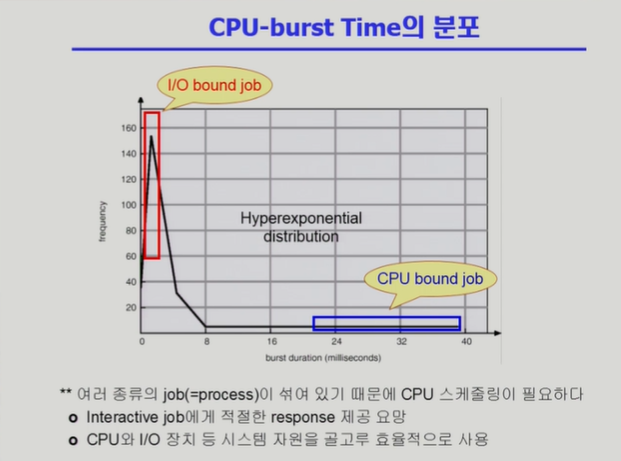 CPU-burst Time의 분포
I/O bound job
160
140
120
100
80
60
40
20
frequency
Hyperexponential
distribution
CPU bound job
0 8 16 24 32 40
burst duration (milliseconds)
** 여러 종류의 job(=process)이 섞여 있기 때문에 CPU 스케줄링이 필요하다
Interactive job에게 적절한 response 제공 요망
CPU와 I/O 장치 등 시스템 자원을 골고루 효율적으로 사용